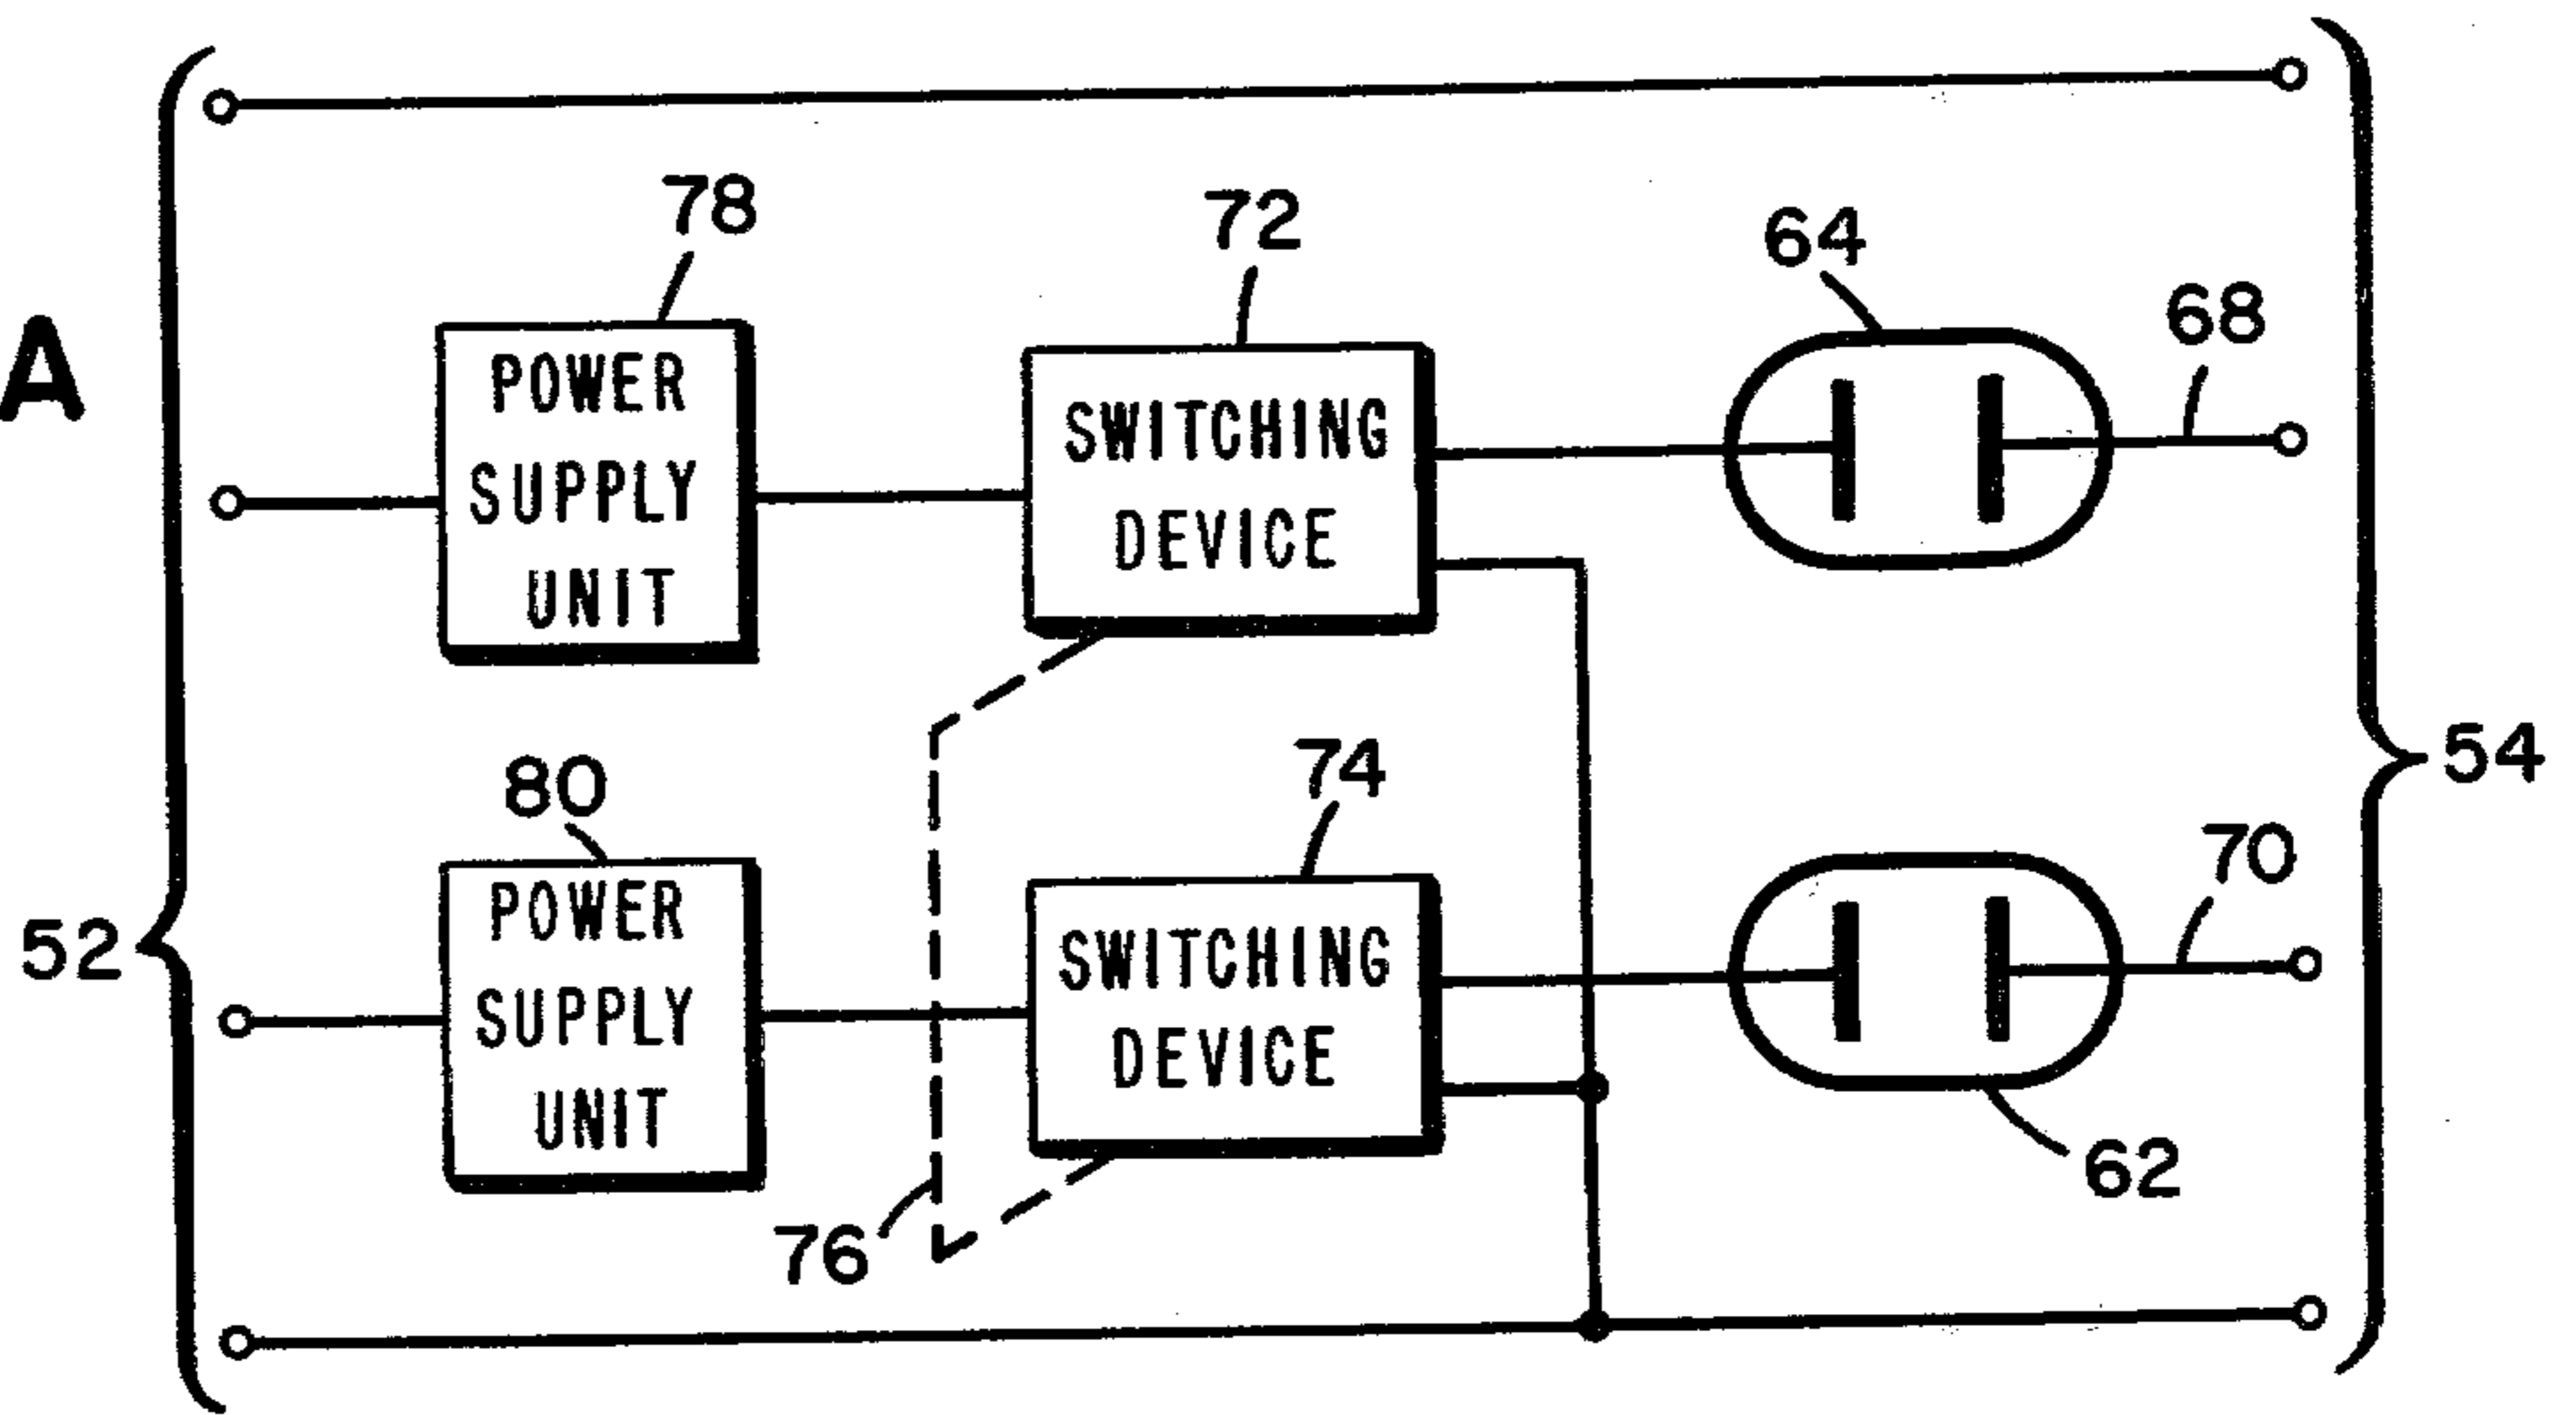 78
72
64
68
A
POWER
SUPPLY
UNIT
SWITCHING
DEVICE
54
80
74
70
POWER
SUPPLY
UNIT
SWITCHING
DEVICE
52
62
76